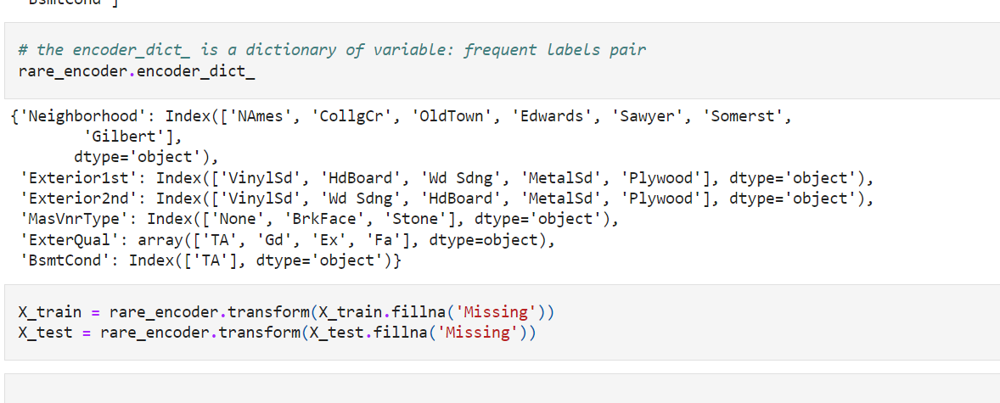 'BsmtCond']
# the encoder_dict_ is a dictionary of variable: frequent labels pair
rare_encoder.encoder_dict_
{'Neighborhood': Index(['NAmes', 'CollgCr', 'OldTown', 'Edwards', 'Sawyer', 'Somerst',
'Gilbert'],
dtype='object'),
'Exterior1st': Index(['VinylSd', 'HdBoard', 'Wd Sdng', 'MetalSd', 'Plywood'], dtype='object'),
'Exterior2nd': Index(['VinylSd', 'Wd Sdng', 'HdBoard', 'MetalSd', 'Plywood'], dtype='object'),
'MasVnrType': Index(['None', 'BrkFace', 'Stone'], dtype='object'),
'ExterQual': array(['TA', 'Gd', 'Ex', 'Fa'], dtype=object),
'BsmtCond': Index(['TA'], dtype='object')}
X_train = rare_encoder.transform(X_train.fillna('Missing'))
X_test = rare_encoder.transform(X_test.fillna('Missing'))